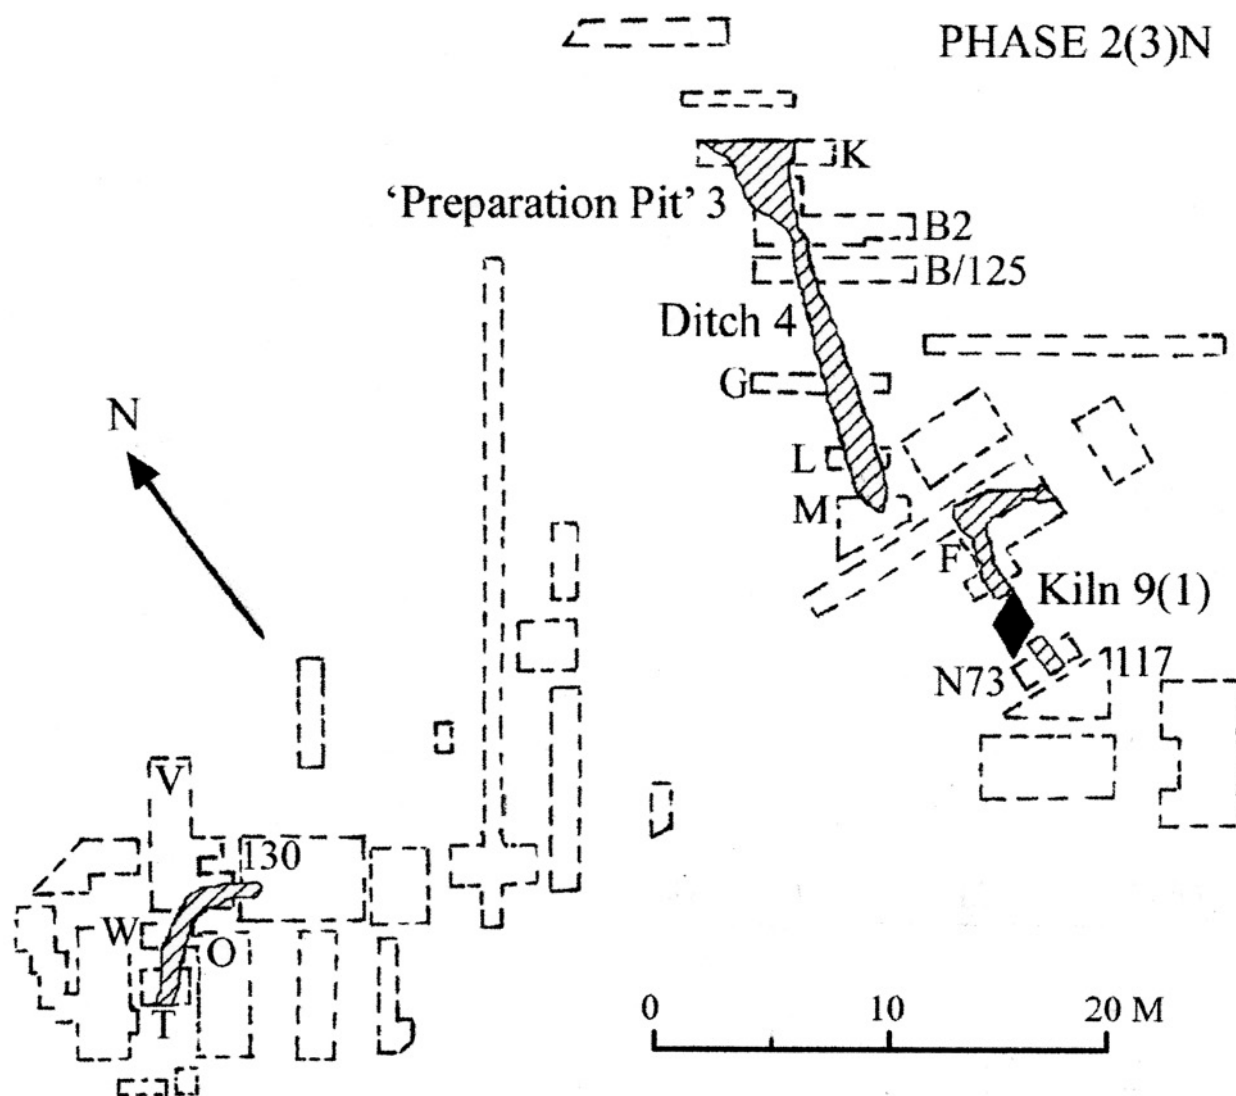 PHASE 2(3)N
K
'Preparation Pit' 3
B2
B/125
Ditch 4
G
N
L
M
F
Kiln 9(1)
N73
117
V
130
W
O
T
0 10 20 M